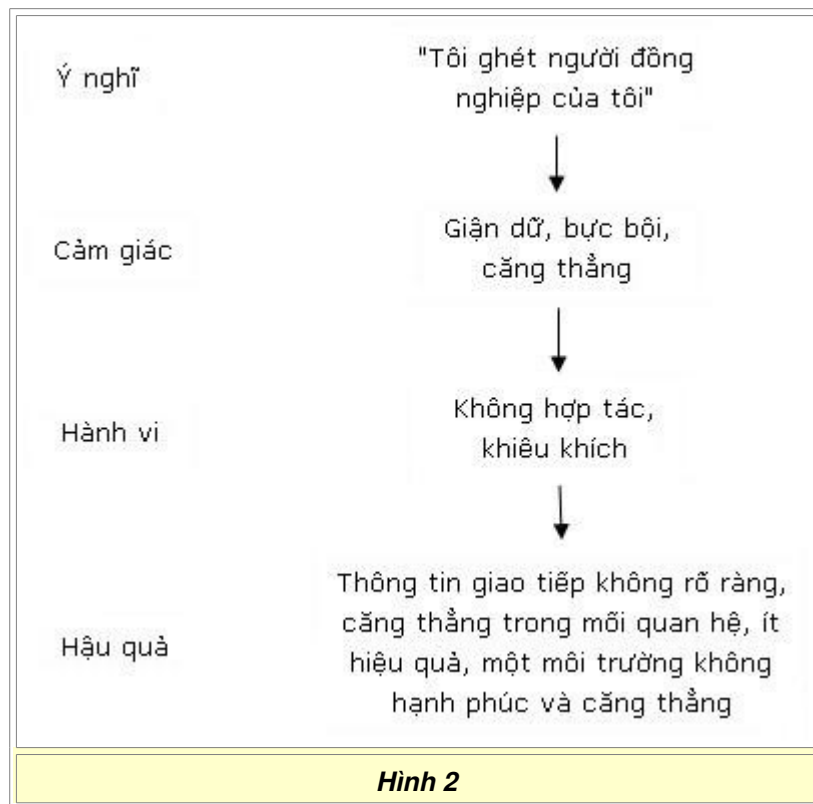 Ý nghĩ
"Tôi ghét người đồng
nghiệp của tôi"
Cảm giác
Giận dữ, bực bội,
căng thẳng
Hành vi
Không hợp tác,
khiêu khích
Hậu quả
Thông tin giao tiếp không rõ ràng,
căng thẳng trong mối quan hệ, ít
hiệu quả, một môi trường không
hạnh phúc và căng thẳng
Hình 2